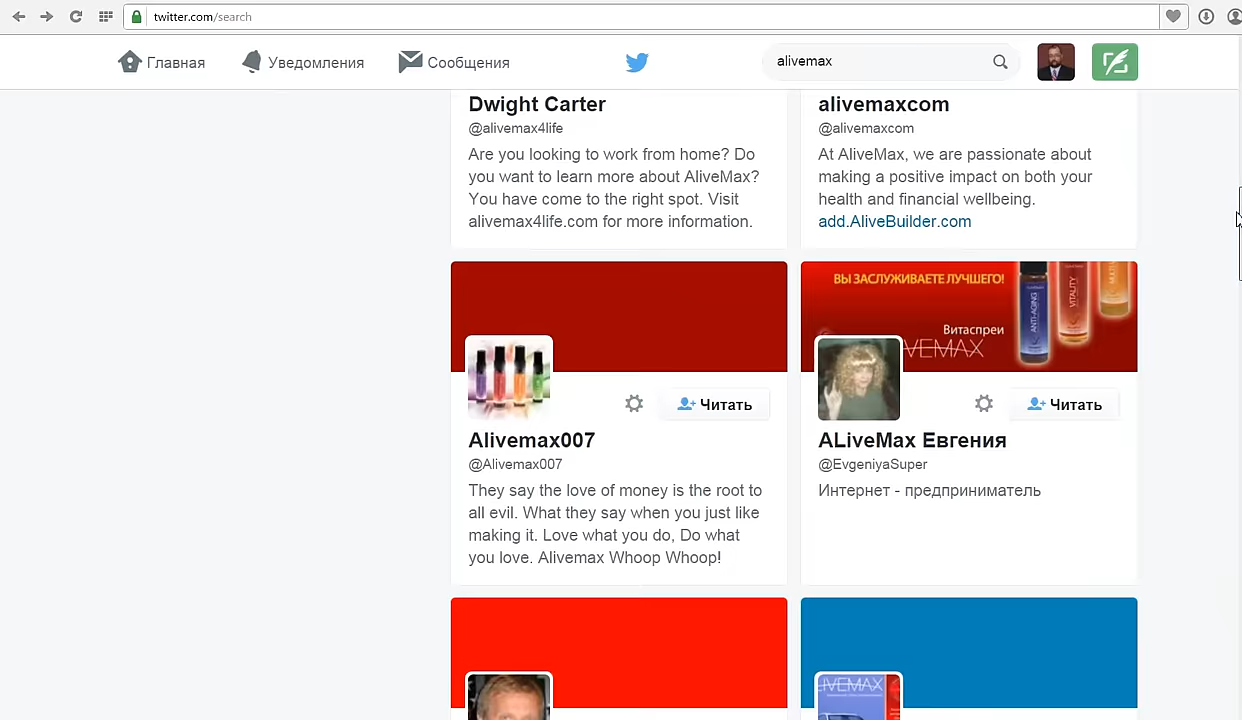 twitter.com/search
Главная
Уведомления
Сообщения
alivemax
Dwight Carter
@alivemax4life
Are you looking to work from home? Do
you want to learn more about AliveMax?
You have come to the right spot. Visit
alivemax4life.com for more information.
alivemaxcom
@alivemaxcom
At AliveMax, we are passionate about
making a positive impact on both your
health and financial wellbeing.
add.AliveBuilder.com
Читать
Alivemax007
@Alivemax007
They say the love of money is the root to
all evil. What they say when you just like
making it. Love what you do, Do what
you love. Alivemax Whoop Whoop!
ВЫ ЗАСЛУЖИВАЕТЕ ЛУЧШЕГО!
Витаспреи
IVEMAX
ANTI-AGING
VITALITY
Читать
ALiveMax Евгения
@EvgeniyaSuper
Интернет - предприниматель
IVEMAX